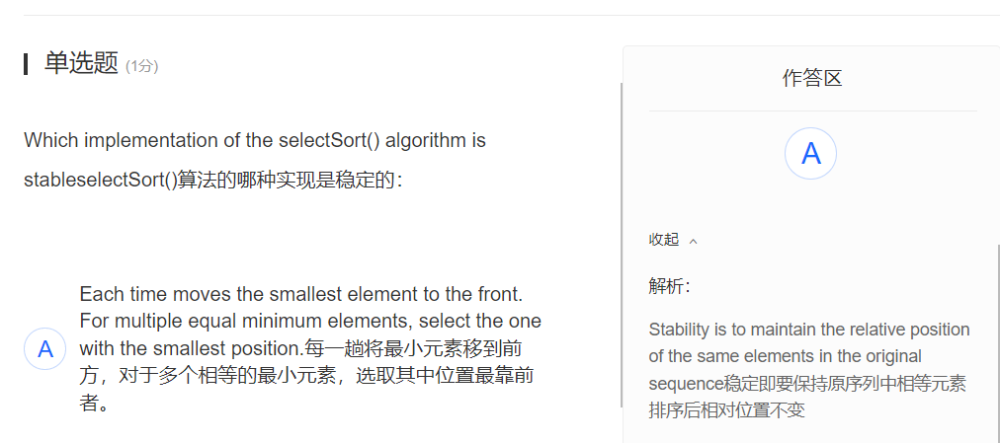 单选题 (1分)
Which implementation of the selectSort() algorithm is
stableselectSort()算法的哪种实现是稳定的：
A
Each time moves the smallest element to the front.
For multiple equal minimum elements, select the one
with the smallest position.每一趟将最小元素移到前
方，对于多个相等的最小元素，选取其中位置最靠前
者。
作答区
A
收起
解析：
Stability is to maintain the relative position
of the same elements in the original
sequence稳定即要保持原序列中相等元素
排序后相对位置不变